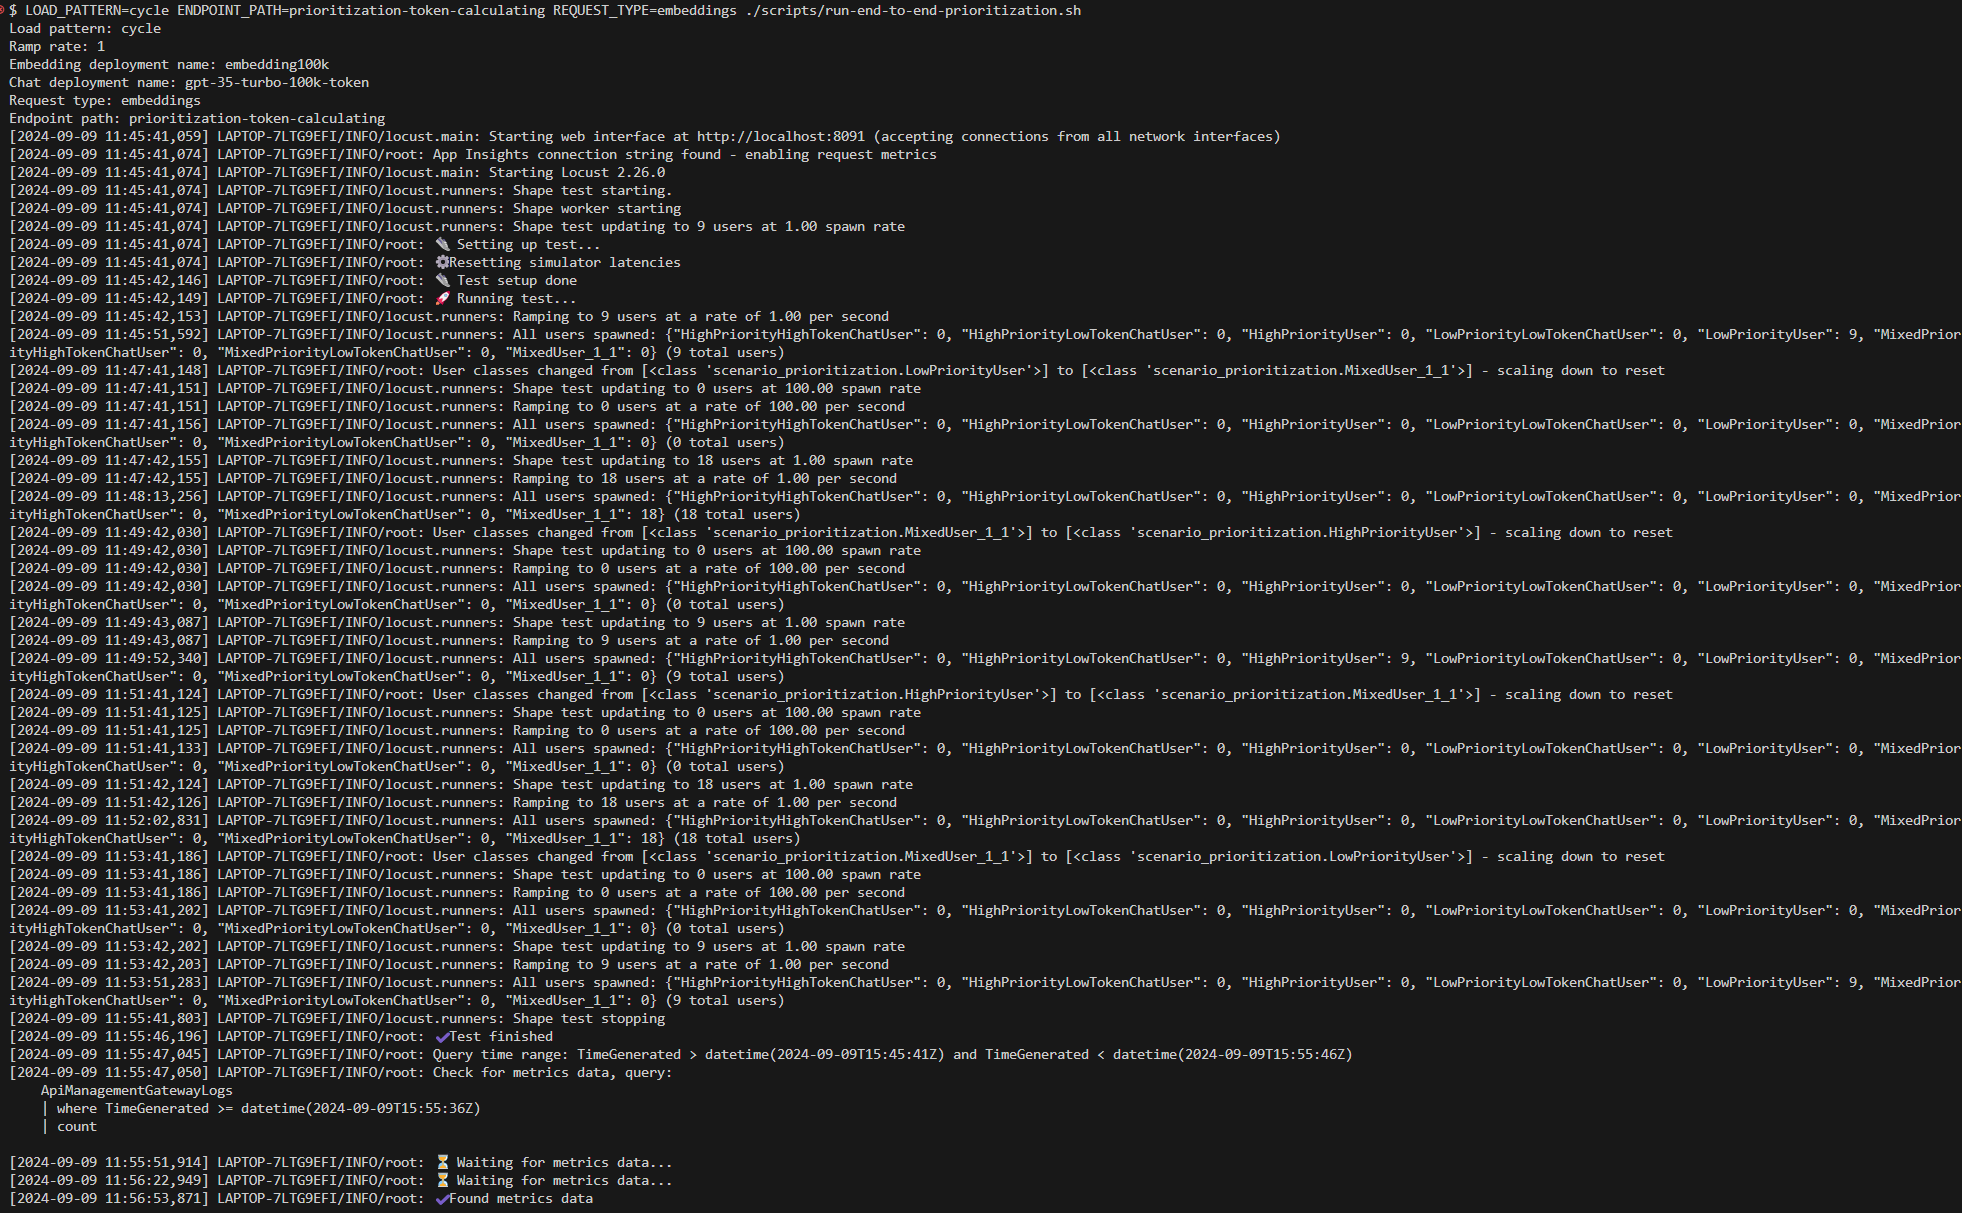 $ LOAD_PATTERN=cycle ENDPOINT_PATH=prioritization-token-calculating REQUEST_TYPE=embeddings ./scripts/run-end-to-end-prioritization.sh
Load pattern: cycle
Ramp rate: 1
Embedding deployment name: embedding100k
Chat deployment name: gpt-35-turbo-100k-token
Request type: embeddings
Endpoint path: prioritization-token-calculating
[2024-09-09 11:45:41,059] LAPTOP-7LTG9EFI/INFO/locust.main: Starting web interface at http://localhost:8091 (accepting connections from all network interfaces)
[2024-09-09 11:45:41,074] LAPTOP-7LTG9EFI/INFO/root: App Insights connection string found - enabling request metrics
[2024-09-09 11:45:41,074] LAPTOP-7LTG9EFI/INFO/locust.main: Starting Locust 2.26.0
[2024-09-09 11:45:41,074] LAPTOP-7LTG9EFI/INFO/locust.runners: Shape test starting.
[2024-09-09 11:45:41,074] LAPTOP-7LTG9EFI/INFO/locust.runners: Shape worker starting
[2024-09-09 11:45:41,074] LAPTOP-7LTG9EFI/INFO/locust.runners: Shape test updating to 9 users at 1.00 spawn rate
[2024-09-09 11:45:41,074] LAPTOP-7LTG9EFI/INFO/root: Setting up test...
[2024-09-09 11:45:41,074] LAPTOP-7LTG9EFI/INFO/root: ⚙Resetting simulator latencies
[2024-09-09 11:45:42,146] LAPTOP-7LTG9EFI/INFO/root: Test setup done
[2024-09-09 11:45:42,149] LAPTOP-7LTG9EFI/INFO/root: 🚀 Running test...
[2024-09-09 11:45:42,153] LAPTOP-7LTG9EFI/INFO/locust.runners: Ramping to 9 users at a rate of 1.00 per second
[2024-09-09 11:45:51,592] LAPTOP-7LTG9EFI/INFO/locust.runners: All users spawned: {"HighPriorityHighTokenChatUser": 0, "HighPriorityLowTokenChatUser": 0, "HighPriorityUser": 0, "LowPriorityLowTokenChatUser": 0, "LowPriorityUser": 9, "MixedPrior
ityHighTokenChatUser": 0, "MixedPriorityLowTokenChatUser": 0, "MixedUser_1_1": 0} (9 total users)
[2024-09-09 11:47:41,148] LAPTOP-7LTG9EFI/INFO/root: User classes changed from [<class 'scenario_prioritization.LowPriorityUser'>] to [<class 'scenario_prioritization.MixedUser_1_1'>] - scaling down to reset
[2024-09-09 11:47:41,151] LAPTOP-7LTG9EFI/INFO/locust.runners: Shape test updating to 0 users at 100.00 spawn rate
[2024-09-09 11:47:41,151] LAPTOP-7LTG9EFI/INFO/locust.runners: Ramping to 0 users at a rate of 100.00 per second
[2024-09-09 11:47:41,156] LAPTOP-7LTG9EFI/INFO/locust.runners: All users spawned: {"HighPriorityHighTokenChatUser": 0, "HighPriorityLowTokenChatUser": 0, "HighPriorityUser": 0, "LowPriorityLowTokenChatUser": 0, "LowPriorityUser": 0, "MixedPrior
ityHighTokenChatUser": 0, "MixedPriorityLowTokenChatUser": 0, "MixedUser_1_1": 0} (0 total users)
[2024-09-09 11:47:42,155] LAPTOP-7LTG9EFI/INFO/locust.runners: Shape test updating to 18 users at 1.00 spawn rate
[2024-09-09 11:47:42,155] LAPTOP-7LTG9EFI/INFO/locust.runners: Ramping to 18 users at a rate of 1.00 per second
[2024-09-09 11:48:13,256] LAPTOP-7LTG9EFI/INFO/locust.runners: All users spawned: {"HighPriorityHighTokenChatUser": 0, "HighPriorityLowTokenChatUser": 0, "HighPriorityUser": 0, "LowPriorityLowTokenChatUser": 0, "LowPriorityUser": 0, "MixedPrior
ityHighTokenChatUser": 0, "MixedPriorityLowTokenChatUser": 0, "MixedUser_1_1": 18} (18 total users)
[2024-09-09 11:49:42,030] LAPTOP-7LTG9EFI/INFO/root: User classes changed from [<class 'scenario_prioritization.MixedUser_1_1'>] to [<class 'scenario_prioritization.HighPriorityUser'>] - scaling down to reset
[2024-09-09 11:49:42,030] LAPTOP-7LTG9EFI/INFO/locust.runners: Shape test updating to 0 users at 100.00 spawn rate
[2024-09-09 11:49:42,030] LAPTOP-7LTG9EFI/INFO/locust.runners: Ramping to 0 users at a rate of 100.00 per second
[2024-09-09 11:49:42,030] LAPTOP-7LTG9EFI/INFO/locust.runners: All users spawned: {"HighPriorityHighTokenChatUser": 0, "HighPriorityLowTokenChatUser": 0, "HighPriorityUser": 0, "LowPriorityLowTokenChatUser": 0, "LowPriorityUser": 0, "MixedPrior
ityHighTokenChatUser": 0, "MixedPriorityLowTokenChatUser": 0, "MixedUser_1_1": 0} (0 total users)
[2024-09-09 11:49:43,087] LAPTOP-7LTG9EFI/INFO/locust.runners: Shape test updating to 9 users at 1.00 spawn rate
[2024-09-09 11:49:43,087] LAPTOP-7LTG9EFI/INFO/locust.runners: Ramping to 9 users at a rate of 1.00 per second
[2024-09-09 11:49:52,340] LAPTOP-7LTG9EFI/INFO/locust.runners: All users spawned: {"HighPriorityHighTokenChatUser": 0, "HighPriorityLowTokenChatUser": 0, "HighPriorityUser": 9, "LowPriorityLowTokenChatUser": 0, "LowPriorityUser": 0, "MixedPrior
ityHighTokenChatUser": 0, "MixedPriorityLowTokenChatUser": 0, "MixedUser_1_1": 0} (9 total users)
[2024-09-09 11:51:41,124] LAPTOP-7LTG9EFI/INFO/root: User classes changed from [<class 'scenario_prioritization.HighPriorityUser'>] to [<class 'scenario_prioritization.MixedUser_1_1'>] - scaling down to reset
[2024-09-09 11:51:41,125] LAPTOP-7LTG9EFI/INFO/locust.runners: Shape test updating to 0 users at 100.00 spawn rate
[2024-09-09 11:51:41,125] LAPTOP-7LTG9EFI/INFO/locust.runners: Ramping to 0 users at a rate of 100.00 per second
[2024-09-09 11:51:41,133] LAPTOP-7LTG9EFI/INFO/locust.runners: All users spawned: {"HighPriorityHighTokenChatUser": 0, "HighPriorityLowTokenChatUser": 0, "HighPriorityUser": 0, "LowPriorityLowTokenChatUser": 0, "LowPriorityUser": 0, "MixedPrior
ityHighTokenChatUser": 0, "MixedPriorityLowTokenChatUser": 0, "MixedUser_1_1": 0} (0 total users)
[2024-09-09 11:51:42,124] LAPTOP-7LTG9EFI/INFO/locust.runners: Shape test updating to 18 users at 1.00 spawn rate
[2024-09-09 11:51:42,126] LAPTOP-7LTG9EFI/INFO/locust.runners: Ramping to 18 users at a rate of 1.00 per second
[2024-09-09 11:52:02,831] LAPTOP-7LTG9EFI/INFO/locust.runners: All users spawned: {"HighPriorityHighTokenChatUser": 0, "HighPriorityLowTokenChatUser": 0, "HighPriorityUser": 0, "LowPriorityLowTokenChatUser": 0, "LowPriorityUser": 0, "MixedPrior
ityHighTokenChatUser": 0, "MixedPriorityLowTokenChatUser": 0, "MixedUser_1_1": 18} (18 total users)
[2024-09-09 11:53:41,186] LAPTOP-7LTG9EFI/INFO/root: User classes changed from [<class 'scenario_prioritization.MixedUser_1_1'>] to [<class 'scenario_prioritization.LowPriorityUser'>] - scaling down to reset
[2024-09-09 11:53:41,186] LAPTOP-7LTG9EFI/INFO/locust.runners: Shape test updating to 0 users at 100.00 spawn rate
[2024-09-09 11:53:41,186] LAPTOP-7LTG9EFI/INFO/locust.runners: Ramping to 0 users at a rate of 100.00 per second
[2024-09-09 11:53:41,202] LAPTOP-7LTG9EFI/INFO/locust.runners: All users spawned: {"HighPriorityHighTokenChatUser": 0, "HighPriorityLowTokenChatUser": 0, "HighPriorityUser": 0, "LowPriorityLowTokenChatUser": 0, "LowPriorityUser": 0, "MixedPrior
ityHighTokenChatUser": 0, "MixedPriorityLowTokenChatUser": 0, "MixedUser_1_1": 0} (0 total users)
[2024-09-09 11:53:42,202] LAPTOP-7LTG9EFI/INFO/locust.runners: Shape test updating to 9 users at 1.00 spawn rate
[2024-09-09 11:53:42,203] LAPTOP-7LTG9EFI/INFO/locust.runners: Ramping to 9 users at a rate of 1.00 per second
[2024-09-09 11:53:51,283] LAPTOP-7LTG9EFI/INFO/locust.runners: All users spawned: {"HighPriorityHighTokenChatUser": 0, "HighPriorityLowTokenChatUser": 0, "HighPriorityUser": 0, "LowPriorityLowTokenChatUser": 0, "LowPriorityUser": 9, "MixedPrior
ityHighTokenChatUser": 0, "MixedPriorityLowTokenChatUser": 0, "MixedUser_1_1": 0} (9 total users)
[2024-09-09 11:55:41,803] LAPTOP-7LTG9EFI/INFO/locust.runners: Shape test stopping
[2024-09-09 11:55:46,196] LAPTOP-7LTG9EFI/INFO/root: ✔Test finished
[2024-09-09 11:55:47,045] LAPTOP-7LTG9EFI/INFO/root: Query time range: TimeGenerated > datetime(2024-09-09T15:45:41Z) and TimeGenerated < datetime(2024-09-09T15:55:46Z)
[2024-09-09 11:55:47,050] LAPTOP-7LTG9EFI/INFO/root: Check for metrics data, query:
ApiManagementGatewayLogs
| where TimeGenerated >= datetime(2024-09-09T15:55:36Z)
| count
[2024-09-09 11:55:51,914] LAPTOP-7LTG9EFI/INFO/root: ⏳ Waiting for metrics data...
[2024-09-09 11:56:22,949] LAPTOP-7LTG9EFI/INFO/root: ⏳ Waiting for metrics data...
[2024-09-09 11:56:53,871] LAPTOP-7LTG9EFI/INFO/root: ✔Found metrics data